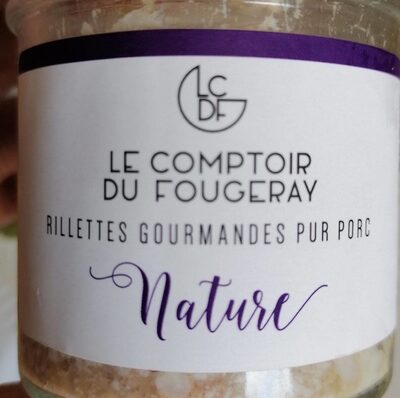 LC
DF
LE COMPTOIR
DU FOUGERAY
RILLETTES GOURMANDES PUR PORC
Nature